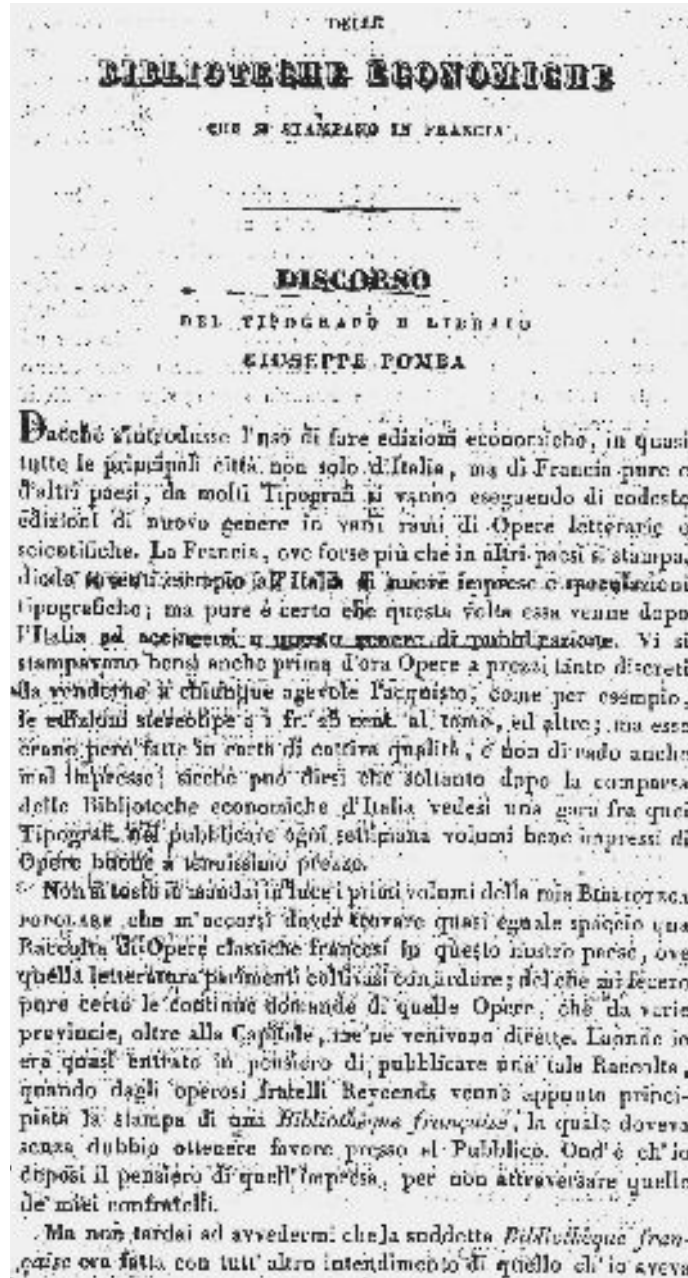 DELLE
BIBLIOTECHE ECONOMICHE
CHE SI STAMPANO IN FRANCIA
DISCORSO
DEL TIPOGRAFO E LIBRAIO
GIUSEPPE POMBA
Dacchè s'introdusse l'uso di fare edizioni economiche, in quasi
tutte le principali città non solo d'Italia, ma di Francia pure e
d'altri paesi, da molti Tipografi si vanno eseguendo di codeste
edizioni di nuovo genere in varii rami di Opere letterarie e
scientifiche. La Francia, ove forse più che in altri paesi si stampa,
diede esempio all'Italia di nuove imprese e speculazioni
tipografiche; ma pure è certo che questa volta essa venne dopo
l'Italia ad accingersi a questo genere di pubblicazione. Vi si
stampavono bensì anche prima d'ora Opere a prezzi tanto discreti
da renderne a chiunque agevole l'acquisto, come per esempio,
le edizioni stereotipe a 1 fr. cent. al tomo, ed altre; ma esse
erano però fatte in carta di cattiva qualità, e non di rado anche
mal impresse; sicchè può dirsi che soltanto dopo la comparsa
delle Biblioteche economiche d'Italia vedesi una gara fra quei
Tipografi nel pubblicare ogni settimana volumi bene impressi di
Opere buone a tenuissimo prezzo.
Non sì tosto io mandai in luce i primi volumi della mia BIBLIOTECA
POPOLARE, che m'accorsi dover trovare quasi eguale spaccio una
Raccolta di Opere classiche francesi in questo nostro paese, ove
quella letteratura parimenti coltivasi con ardore; del che mi fecero
pure certo le continue domande di quelle Opere, che da varie
provincie, oltre alla Capitale, me ne venivono dirette. Laonde io
era quasi entrato in pensiero di pubblicare una tale Raccolta,
quando dagli operosi fratelli Reycends venne appunto princi-
piata la stampa di una Bibliothèque française, la quale doveva
senza dubbio ottenere favore presso al Pubblico. Ond'è ch'io
deposi il pensiero di quell'impresa, per non attraversare quelle
de' miei confratelli.
Ma non tardai ad avvedermi che la suddetta Bibliothèque fran-
çaise era fatta con tutt'altro intendimento di quello ch'io aveva